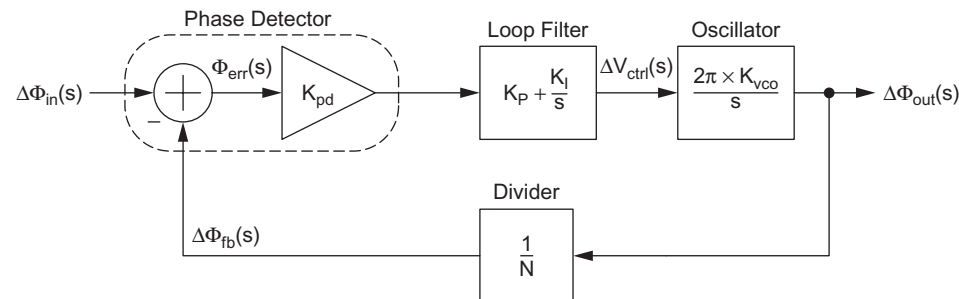 Phase Detector
Loop Filter
Oscillator
ΔΦin(s)
Φerr(s)
Kpd
KP + KI/s
ΔVctrl(s)
2π × Kvco/s
ΔΦout(s)
+
−
Divider
ΔΦfb(s)
1/N